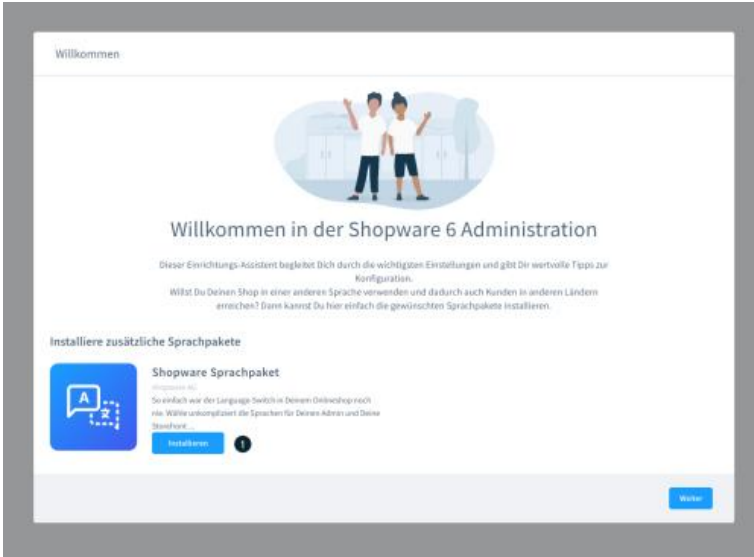 Willkommen
Willkommen in der Shopware 6 Administration
Dieser Einrichtungs-Assistent begleitet Dich durch die wichtigsten Einstellungen und gibt Dir wertvolle Tipps zur
Konfiguration.
Willst Du Deinen Shop in einer anderen Sprache verwenden und dadurch auch Kunden in anderen Ländern
erreichen? Dann kannst Du hier einfach die gewünschten Sprachpakete installieren.
Installiere zusätzliche Sprachpakete
A
Shopware Sprachpaket
shopware AG
So einfach war der Language Switch in Deinem Onlineshop noch
nie. Wähle unkompliziert die Sprachen für Deinen Admin und Deine
Storefront ...
Installieren
1
Weiter